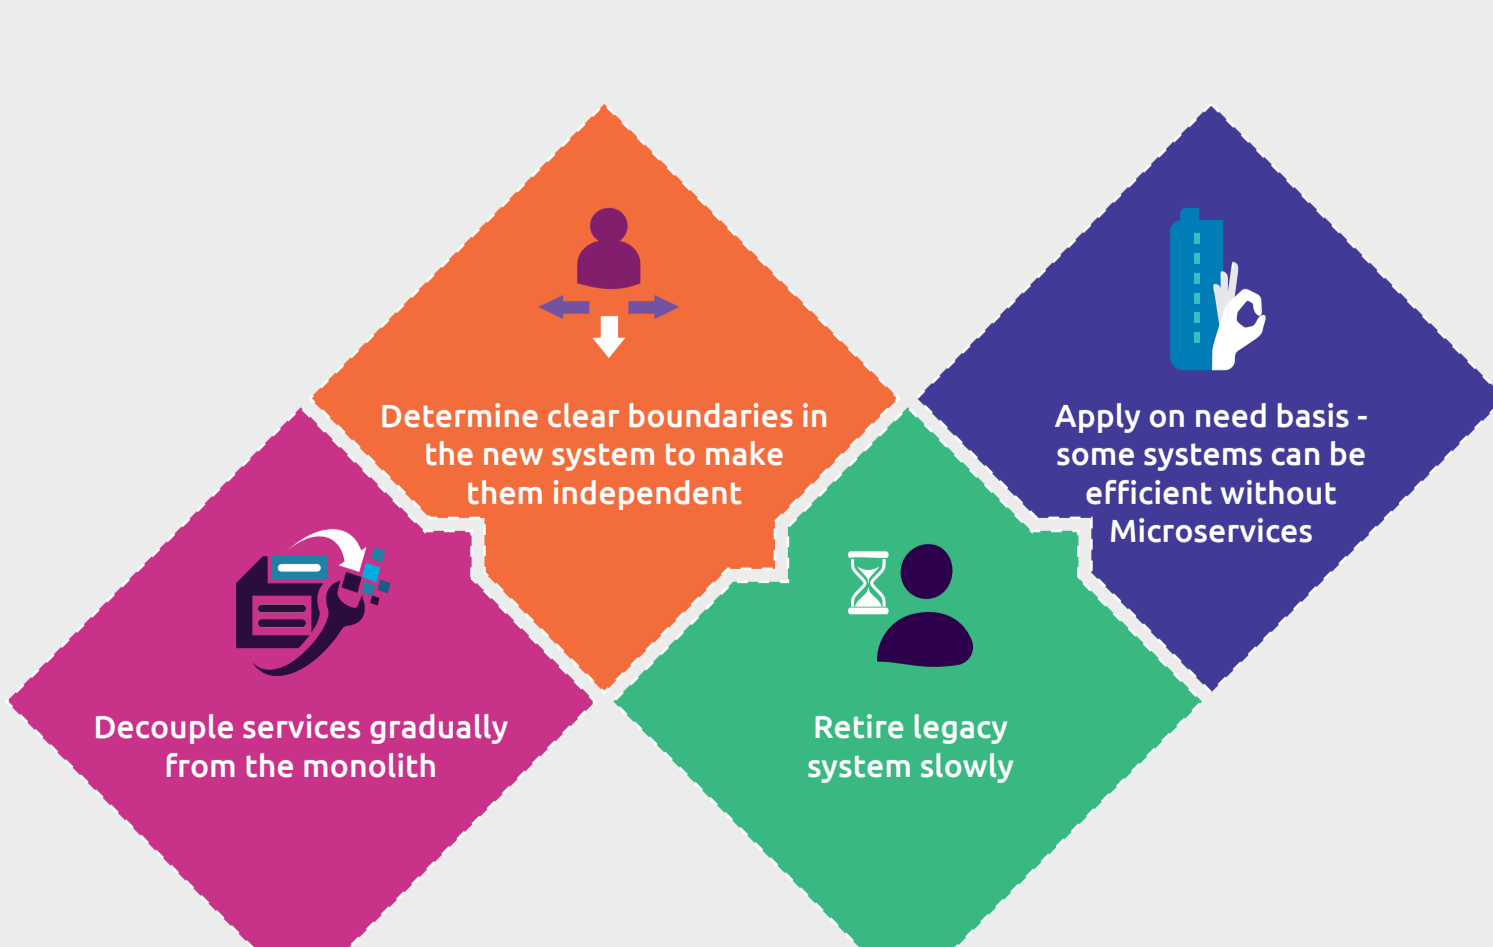 Determine clear boundaries in
the new system to make
them independent
Apply on need basis -
some systems can be
efficient without
Microservices
Decouple services gradually
from the monolith
Retire legacy
system slowly